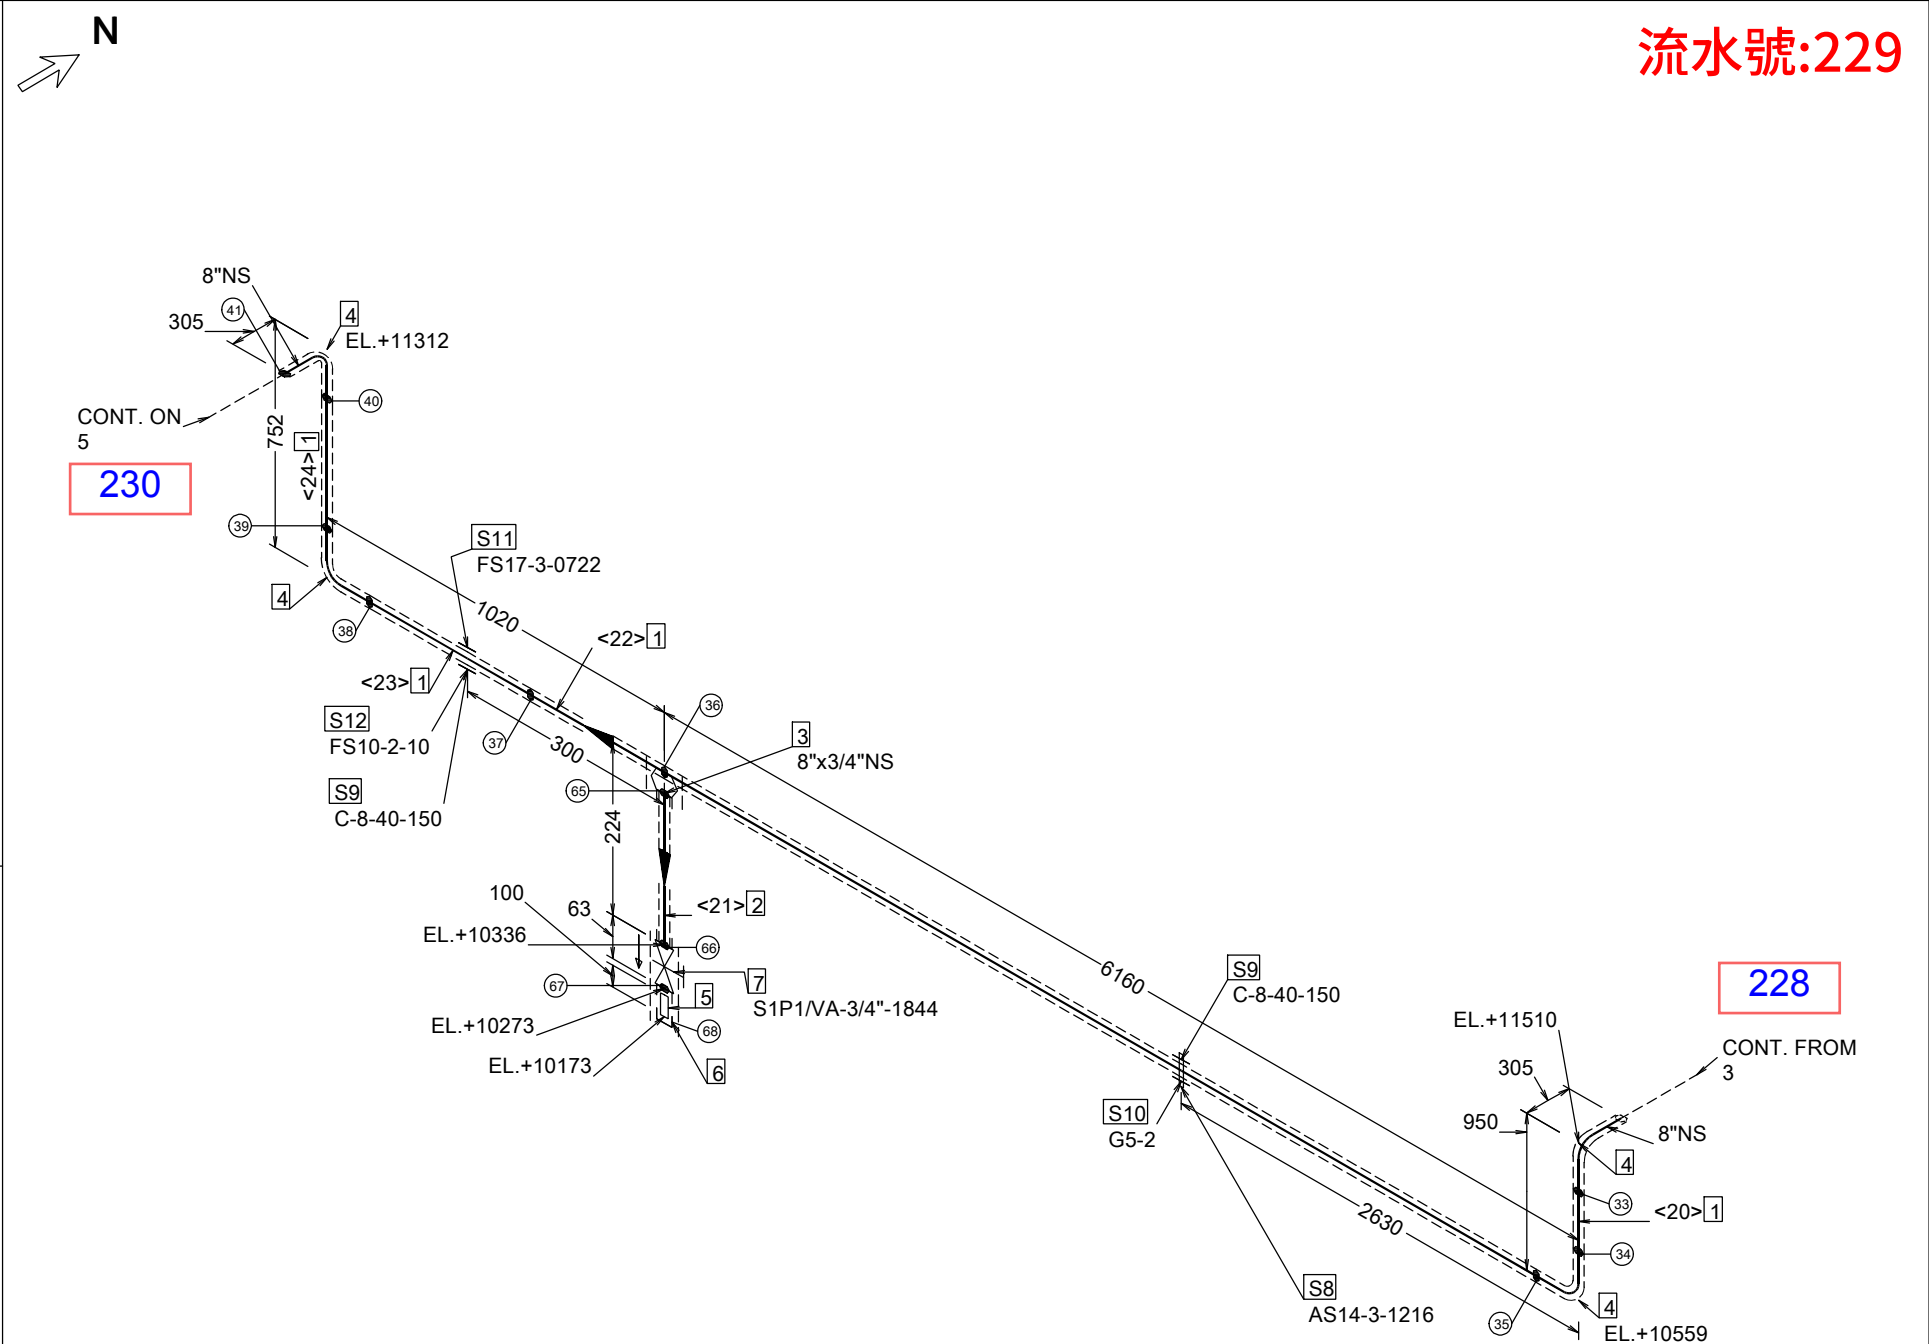 N
流水號:229
8"NS
41
305
4
EL.+11312
40
CONT. ON
5
752
<24>1
230
39
S11
FS17-3-0722
4
38
1020
<22>1
<23>1
S12
FS10-2-10
37
300
36
3
8"x3/4"NS
S9
C-8-40-150
65
224
100
63
<21>2
EL.+10336
66
67
7
S1P1/VA-3/4"-1844
5
EL.+10273
68
EL.+10173
6
6160
S9
C-8-40-150
228
EL.+11510
CONT. FROM
3
305
950
S10
G5-2
8"NS
4
33
<20>1
2630
34
S8
AS14-3-1216
35
4
EL.+10559